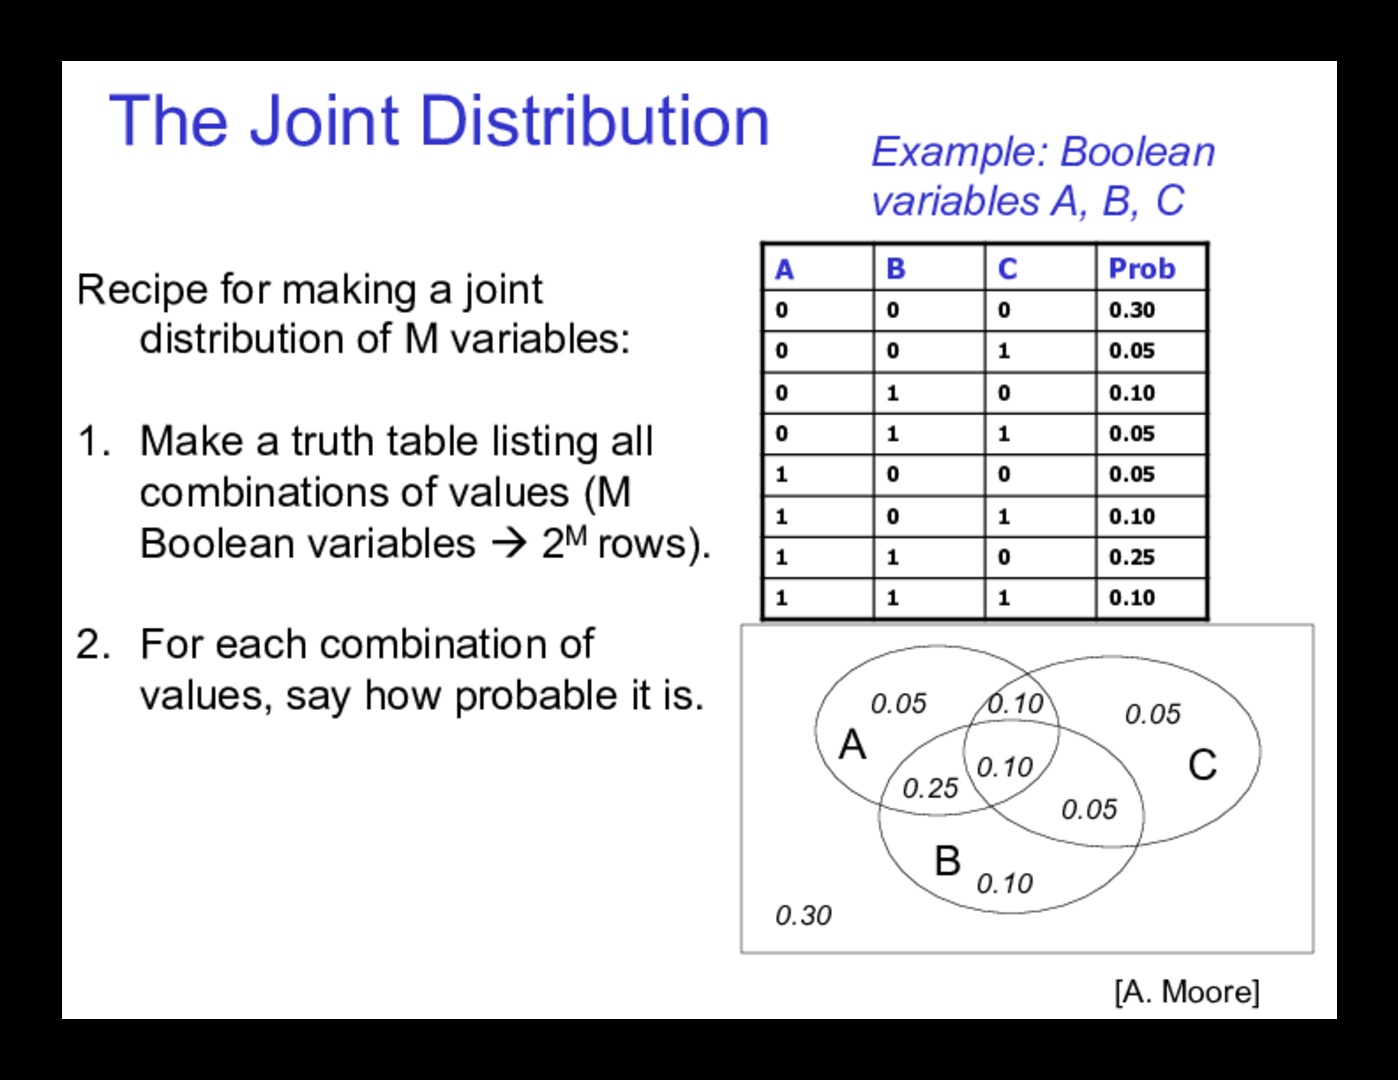 The Joint Distribution
Example: Boolean
variables A, B, C
Recipe for making a joint
distribution of M variables:
1. Make a truth table listing all
combinations of values (M
Boolean variables → 2^M rows).
2. For each combination of
values, say how probable it is.
A B C Prob
0 0 0 0.30
0 0 1 0.05
0 1 0 0.10
0 1 1 0.05
1 0 0 0.05
1 0 1 0.10
1 1 0 0.25
1 1 1 0.10
0.05 0.10 0.05
A C
0.25 0.10
0.05
B 0.10
0.30
[A. Moore]